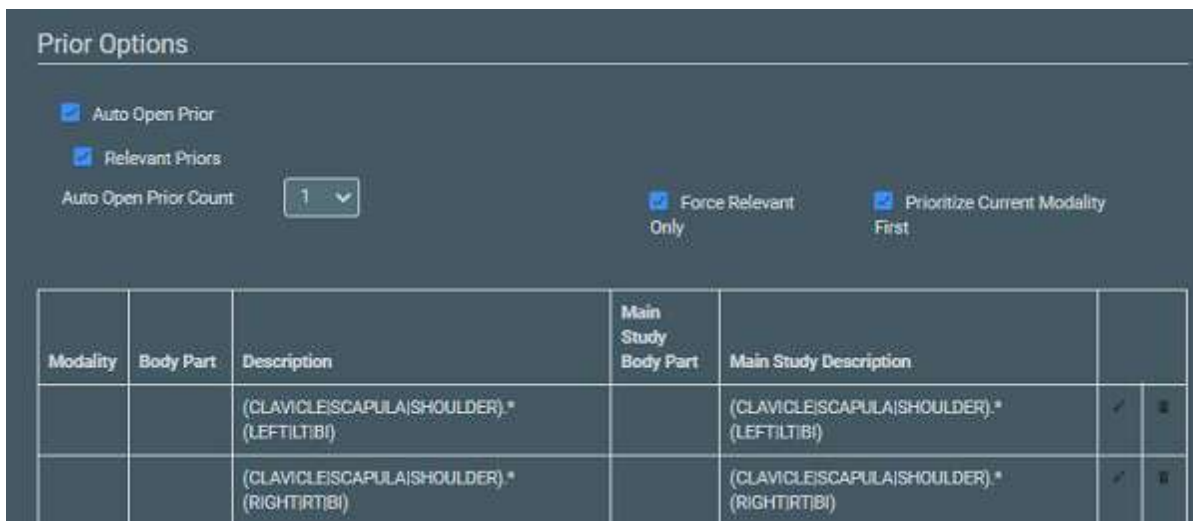 Prior Options
Auto Open Prior
Relevant Priors
Auto Open Prior Count 1
Force Relevant
Only
Prioritize Current Modality
First
Modality
Body Part
Description
Main
Study
Body Part
Main Study Description
(CLAVICLE|SCAPULA|SHOULDER).*
(LEFT|LT|BI)
(CLAVICLE|SCAPULA|SHOULDER).*
(LEFT|LT|BI)
(CLAVICLE|SCAPULA|SHOULDER).*
(RIGHT|RT|BI)
(CLAVICLE|SCAPULA|SHOULDER).*
(RIGHT|RT|BI)